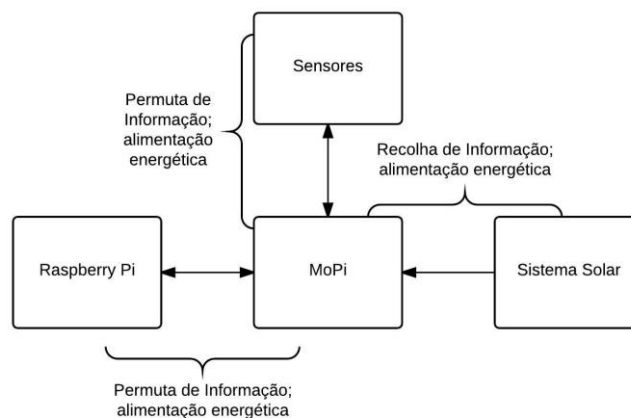 Sensores
Permuta de
Informação;
alimentação
energética
Recolha de Informação;
alimentação energética
Raspberry Pi
MoPi
Sistema Solar
Permuta de Informação;
alimentação energética